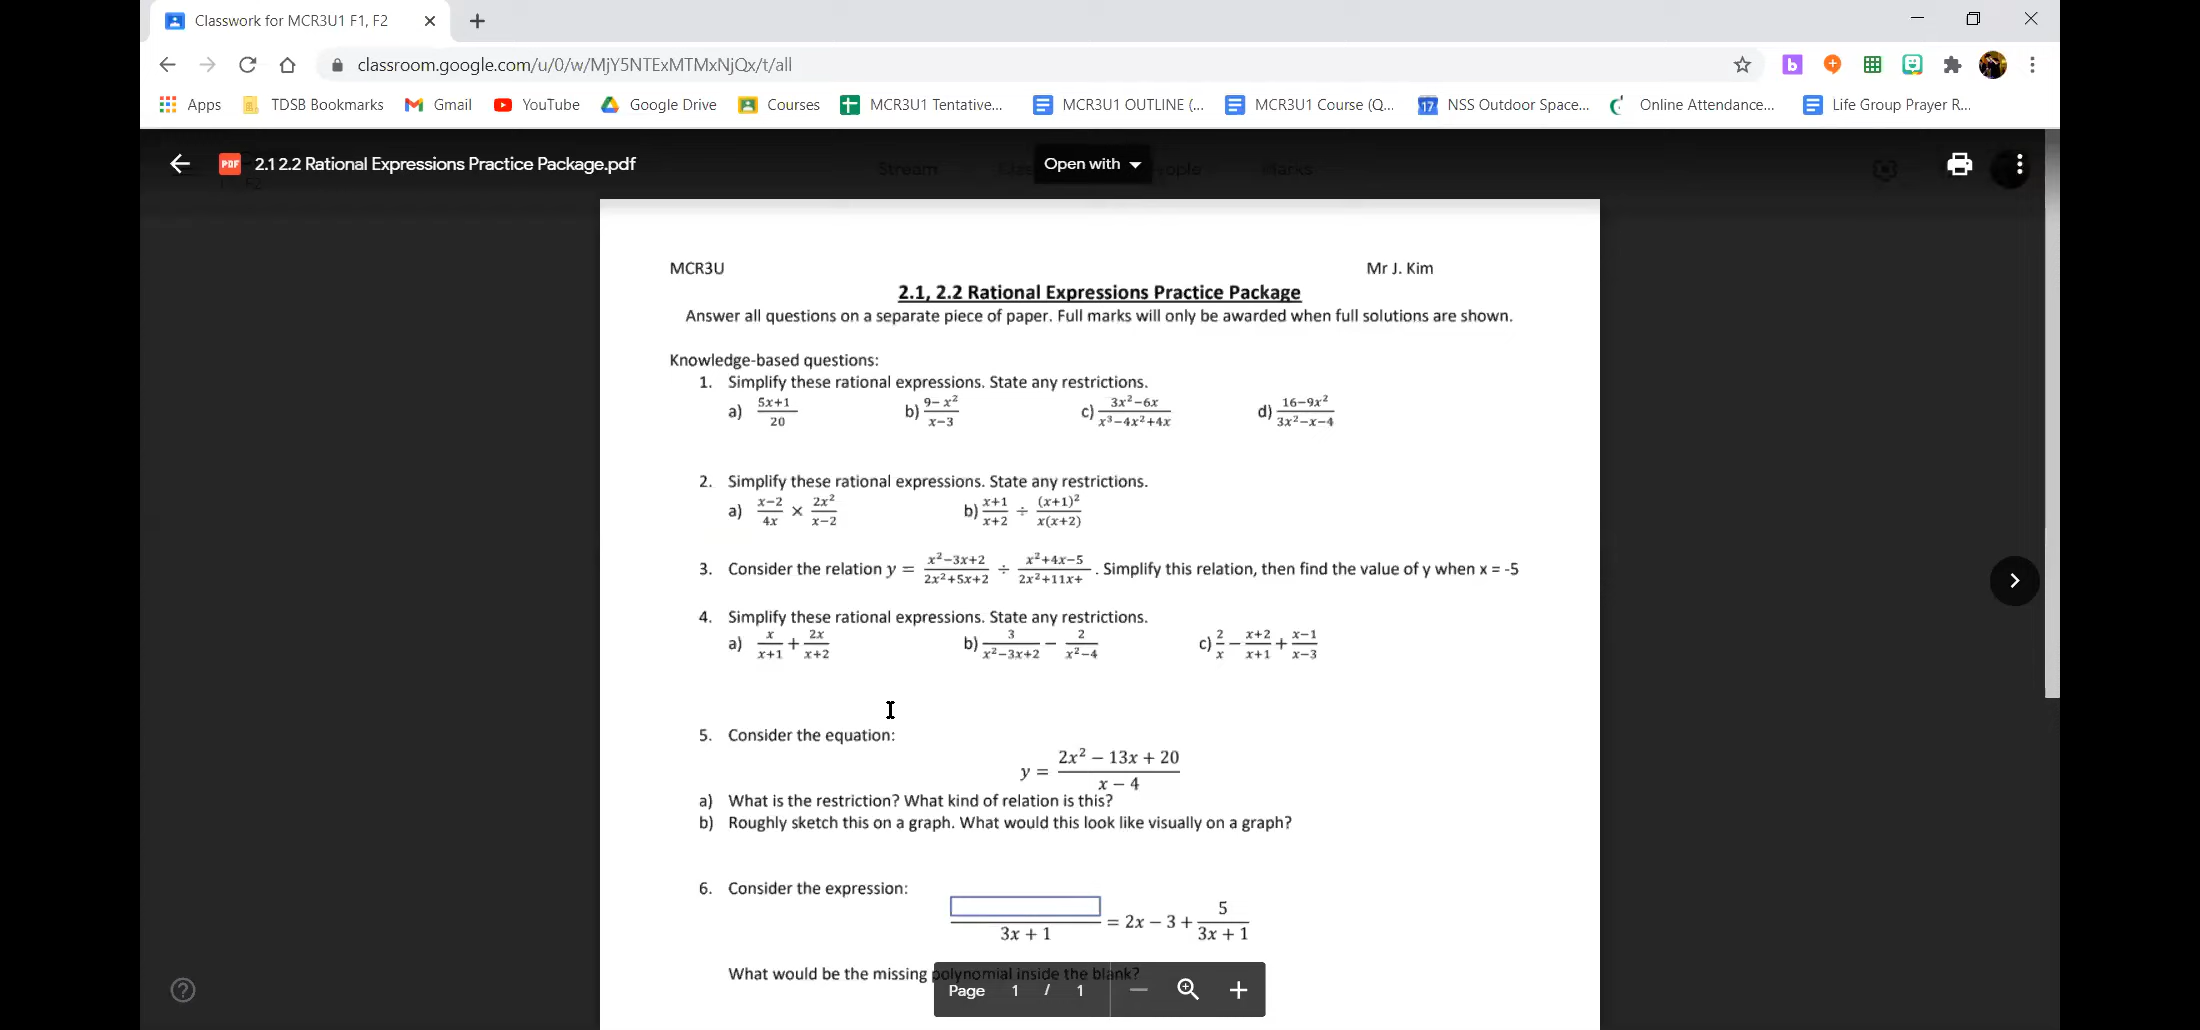 Classwork for MCR3U1 F1, F2
classroom.google.com/u/0/w/MjY5NTExMTMxNjQx/t/all
Apps TDSB Bookmarks Gmail YouTube Google Drive Courses MCR3U1 Tentative... MCR3U1 OUTLINE (... MCR3U1 Course (Q... 17 NSS Outdoor Space... Online Attendance... Life Group Prayer R...
PDF 2.1 2.2 Rational Expressions Practice Package.pdf Stream Open with Marks
MCR3U Mr J. Kim
2.1, 2.2 Rational Expressions Practice Package
Answer all questions on a separate piece of paper. Full marks will only be awarded when full solutions are shown.
Knowledge-based questions:
1. Simplify these rational expressions. State any restrictions.
a) (5x+1)/20 b) (9−x²)/(x−3) c) (3x²−6x)/(x³−4x²+4x) d) (16−9x²)/(3x²−x−4)
2. Simplify these rational expressions. State any restrictions.
a) (x−2)/(4x) × (2x²)/(x−2) b) (x+1)/(x+2) ÷ (x+1)²/(x(x+2))
3. Consider the relation y = (x²−3x+2)/(2x²+5x+2) ÷ (x²+4x−5)/(2x²+11x+ . Simplify this relation, then find the value of y when x = -5
4. Simplify these rational expressions. State any restrictions.
a) x/(x+1) + 2x/(x+2) b) 3/(x²−3x+2) − 2/(x²−4) c) 2/x − (x+2)/(x+1) + (x−1)/(x−3)
5. Consider the equation:
y = (2x² − 13x + 20)/(x − 4)
a) What is the restriction? What kind of relation is this?
b) Roughly sketch this on a graph. What would this look like visually on a graph?
6. Consider the expression:
/(3x + 1) = 2x − 3 + 5/(3x + 1)
What would be the missing polynomial inside the blank?
Page 1 / 1